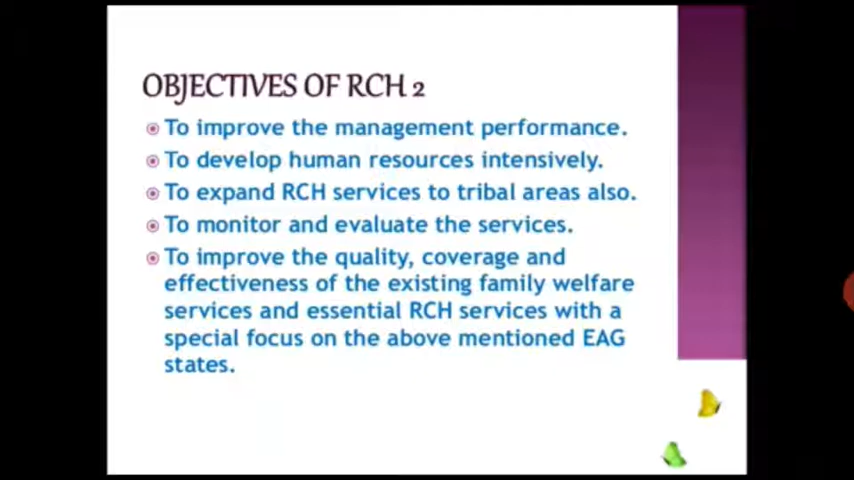 OBJECTIVES OF RCH 2
To improve the management performance.
To develop human resources intensively.
To expand RCH services to tribal areas also.
To monitor and evaluate the services.
To improve the quality, coverage and
effectiveness of the existing family welfare
services and essential RCH services with a
special focus on the above mentioned EAG
states.